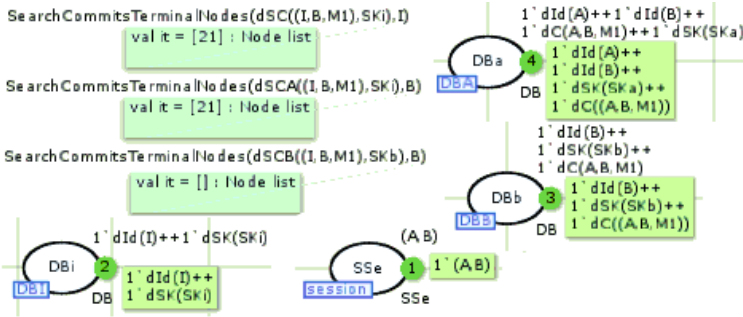 SearchCommitsTerminalNodes(dSC((I,B,M1),SKi),I)
val it = [21] : Node list
SearchCommitsTerminalNodes(dSCA((I,B,M1),SKi),B)
val it = [21] : Node list
SearchCommitsTerminalNodes(dSCB((I,B,M1),SKb),B)
val it = [] : Node list
1`dId(A)++1`dId(B)++
1`dC(A,B,M1)++1`dSK(SKa)
DBa
4
DBA
DB
1`dId(A)++
1`dId(B)++
1`dSK(SKa)++
1`dC((A,B,M1))
1`dId(B)++
1`dSK(SKb)++
1`dC(A,B,M1)
DBb
3
DBB
DB
1`dId(B)++
1`dSK(SKb)++
1`dC((A,B,M1))
1`dId(I)++1`dSK(SKi)
DBi
2
DBI
DB
1`dId(I)++
1`dSK(SKi)
(A,B)
SSe
1
1`(A,B)
session
SSe